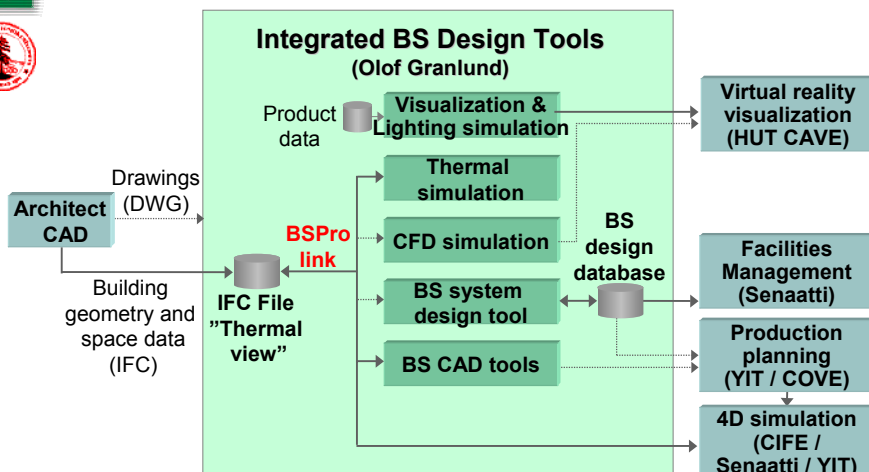 Integrated BS Design Tools
(Olof Granlund)
Product
data
Visualization &
Lighting simulation
Virtual reality
visualization
(HUT CAVE)
Thermal
simulation
Drawings
(DWG)
Architect
CAD
BSPro
link
CFD simulation
BS
design
database
Facilities
Management
(Senaatti)
Building
geometry and
space data
(IFC)
IFC File
”Thermal
view”
BS system
design tool
Production
planning
(YIT / COVE)
BS CAD tools
4D simulation
(CIFE /
Senaatti / YIT)